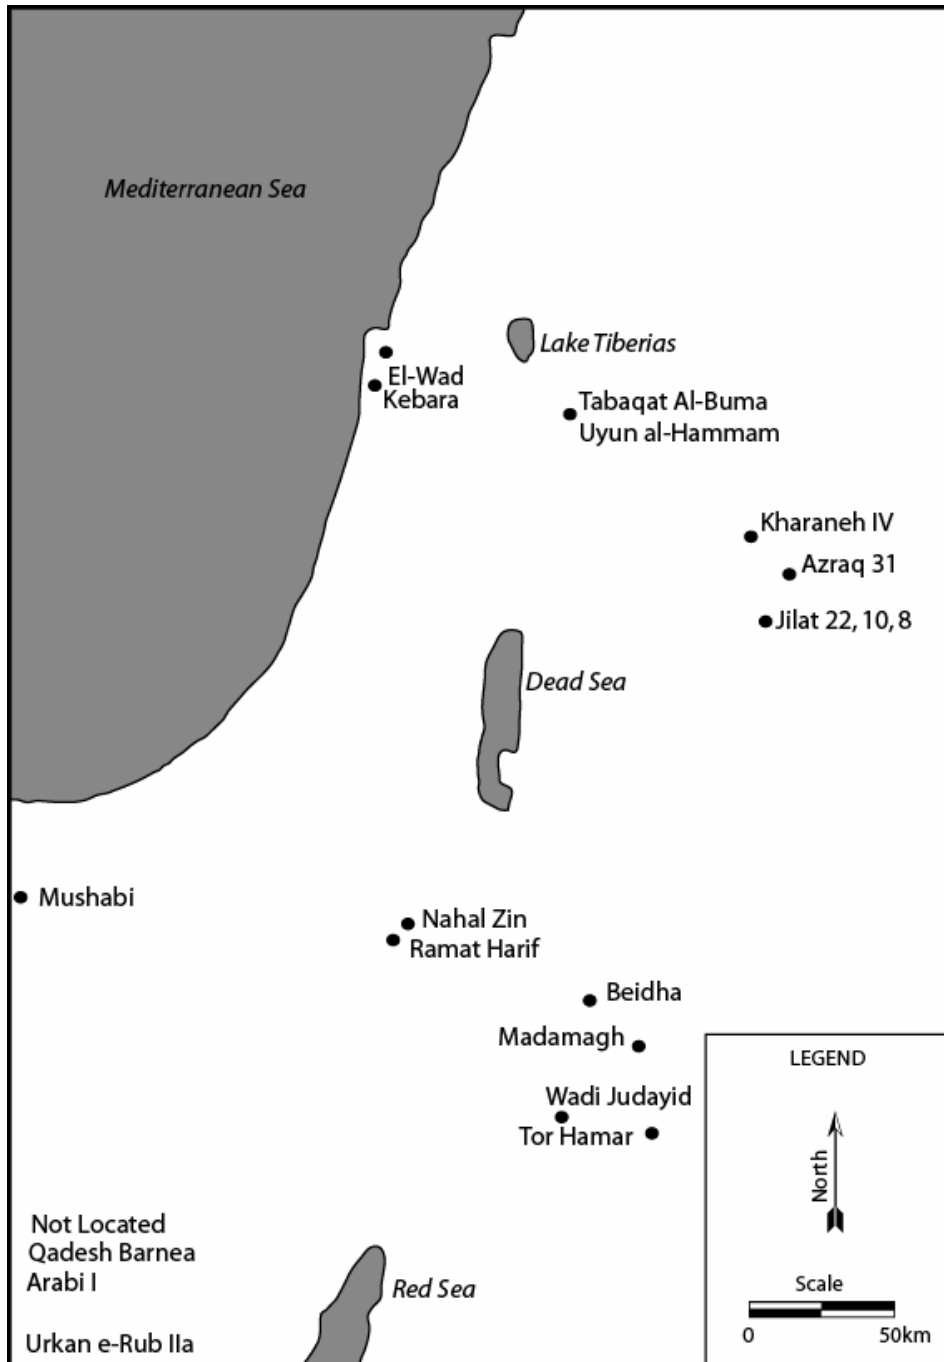 Mediterranean Sea
Lake Tiberias
El-Wad
Kebara
Tabaqat Al-Buma
Uyun al-Hammam
Kharaneh IV
Azraq 31
Jilat 22, 10, 8
Dead Sea
Mushabi
Nahal Zin
Ramat Harif
Beidha
Madamagh
Wadi Judayid
Tor Hamar
Not Located
Qadesh Barnea
Arabi I
Urkan e-Rub IIa
Red Sea
LEGEND
North
Scale
0 50km